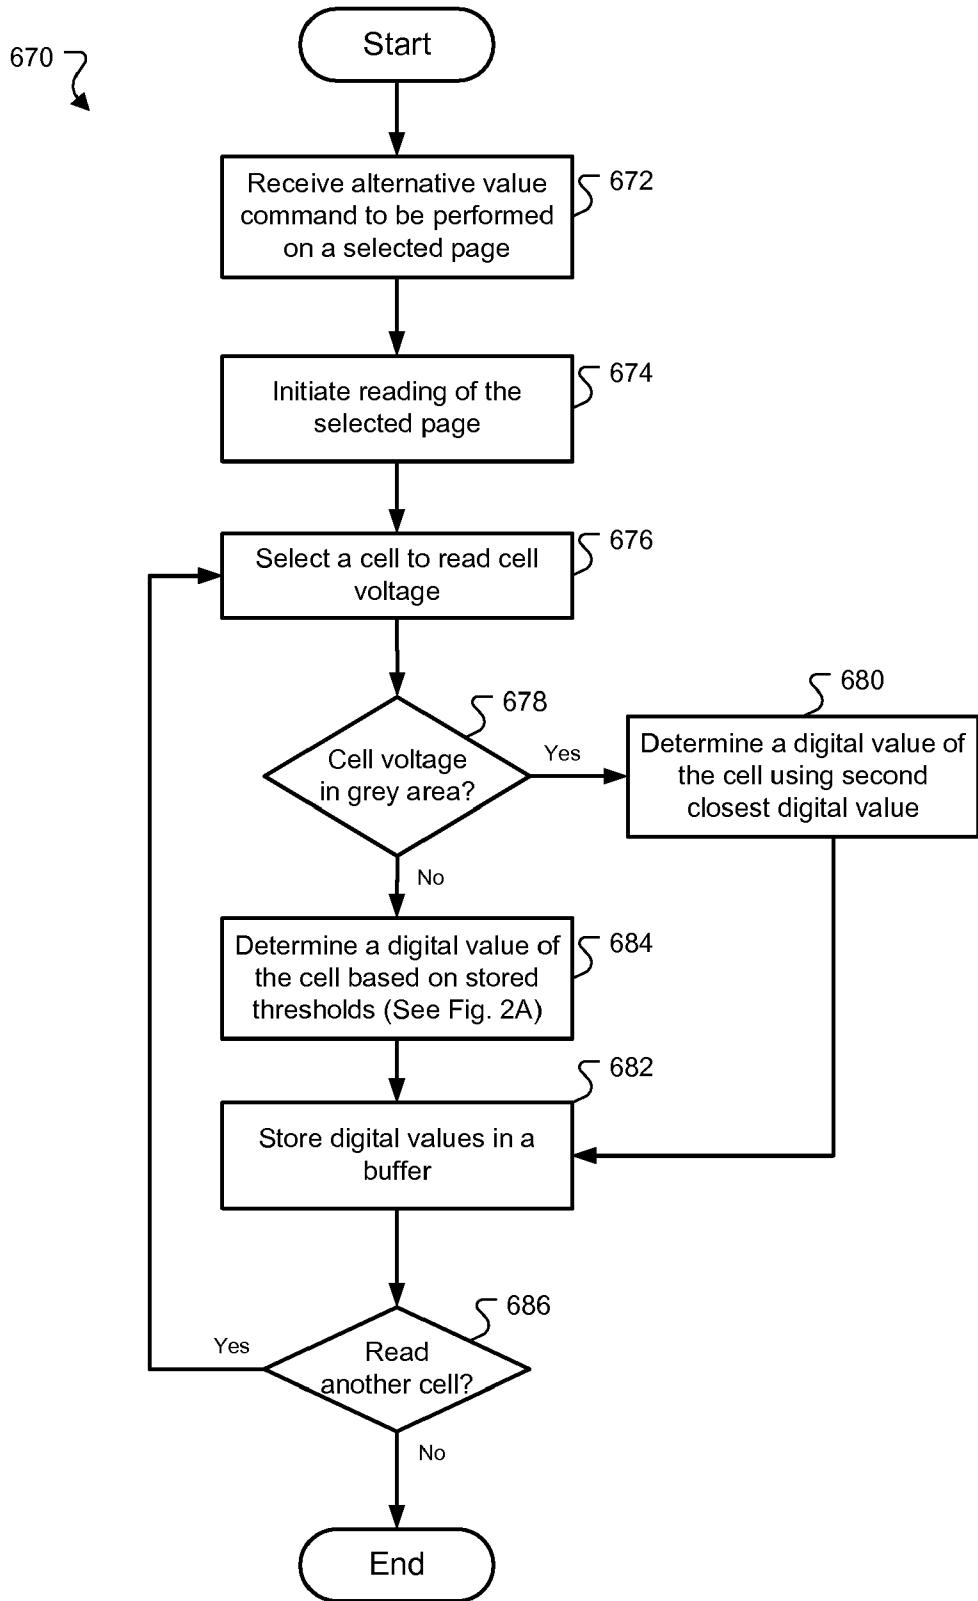 Start
670
Receive alternative value
command to be performed
on a selected page
672
Initiate reading of the
selected page
674
Select a cell to read cell
voltage
676
Cell voltage
in grey area?
678
Yes
Determine a digital value of
the cell using second
closest digital value
680
No
Determine a digital value of
the cell based on stored
thresholds (See Fig. 2A)
684
Store digital values in a
buffer
682
Read
another cell?
686
Yes
No
End